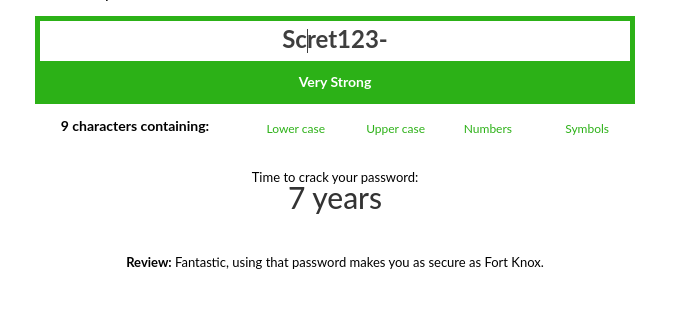 Scret123-
Very Strong
9 characters containing: Lower case Upper case Numbers Symbols
Time to crack your password:
7 years
Review: Fantastic, using that password makes you as secure as Fort Knox.